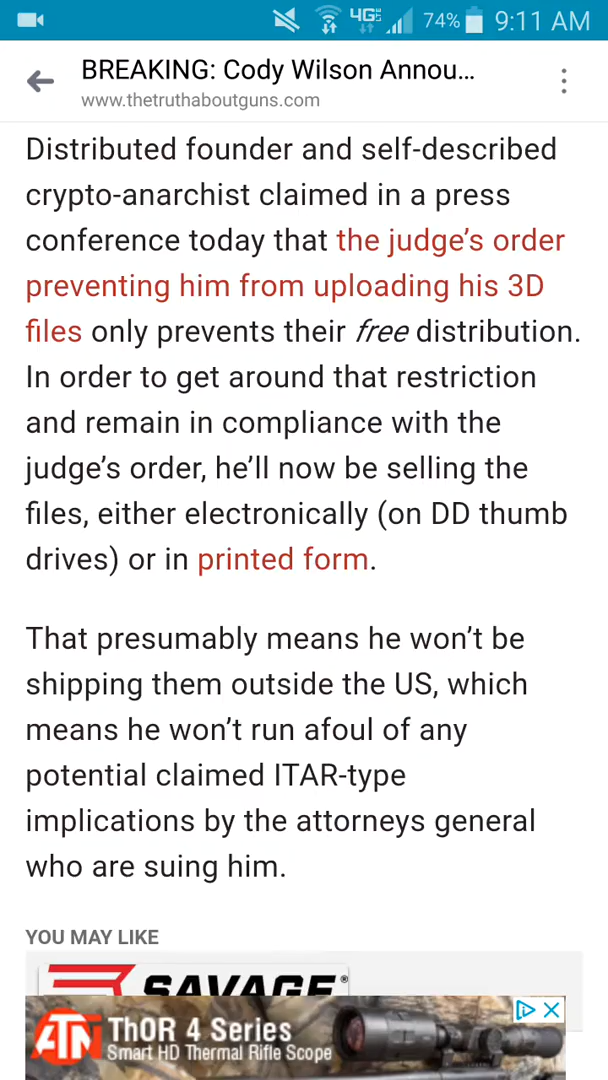 4G LTE 74% 9:11 AM
BREAKING: Cody Wilson Annou...
www.thetruthaboutguns.com
Distributed founder and self-described
crypto-anarchist claimed in a press
conference today that the judge's order
preventing him from uploading his 3D
files only prevents their free distribution.
In order to get around that restriction
and remain in compliance with the
judge's order, he'll now be selling the
files, either electronically (on DD thumb
drives) or in printed form.
That presumably means he won't be
shipping them outside the US, which
means he won't run afoul of any
potential claimed ITAR-type
implications by the attorneys general
who are suing him.
YOU MAY LIKE
SAVAGE®
ATN ThOR 4 Series
Smart HD Thermal Rifle Scope